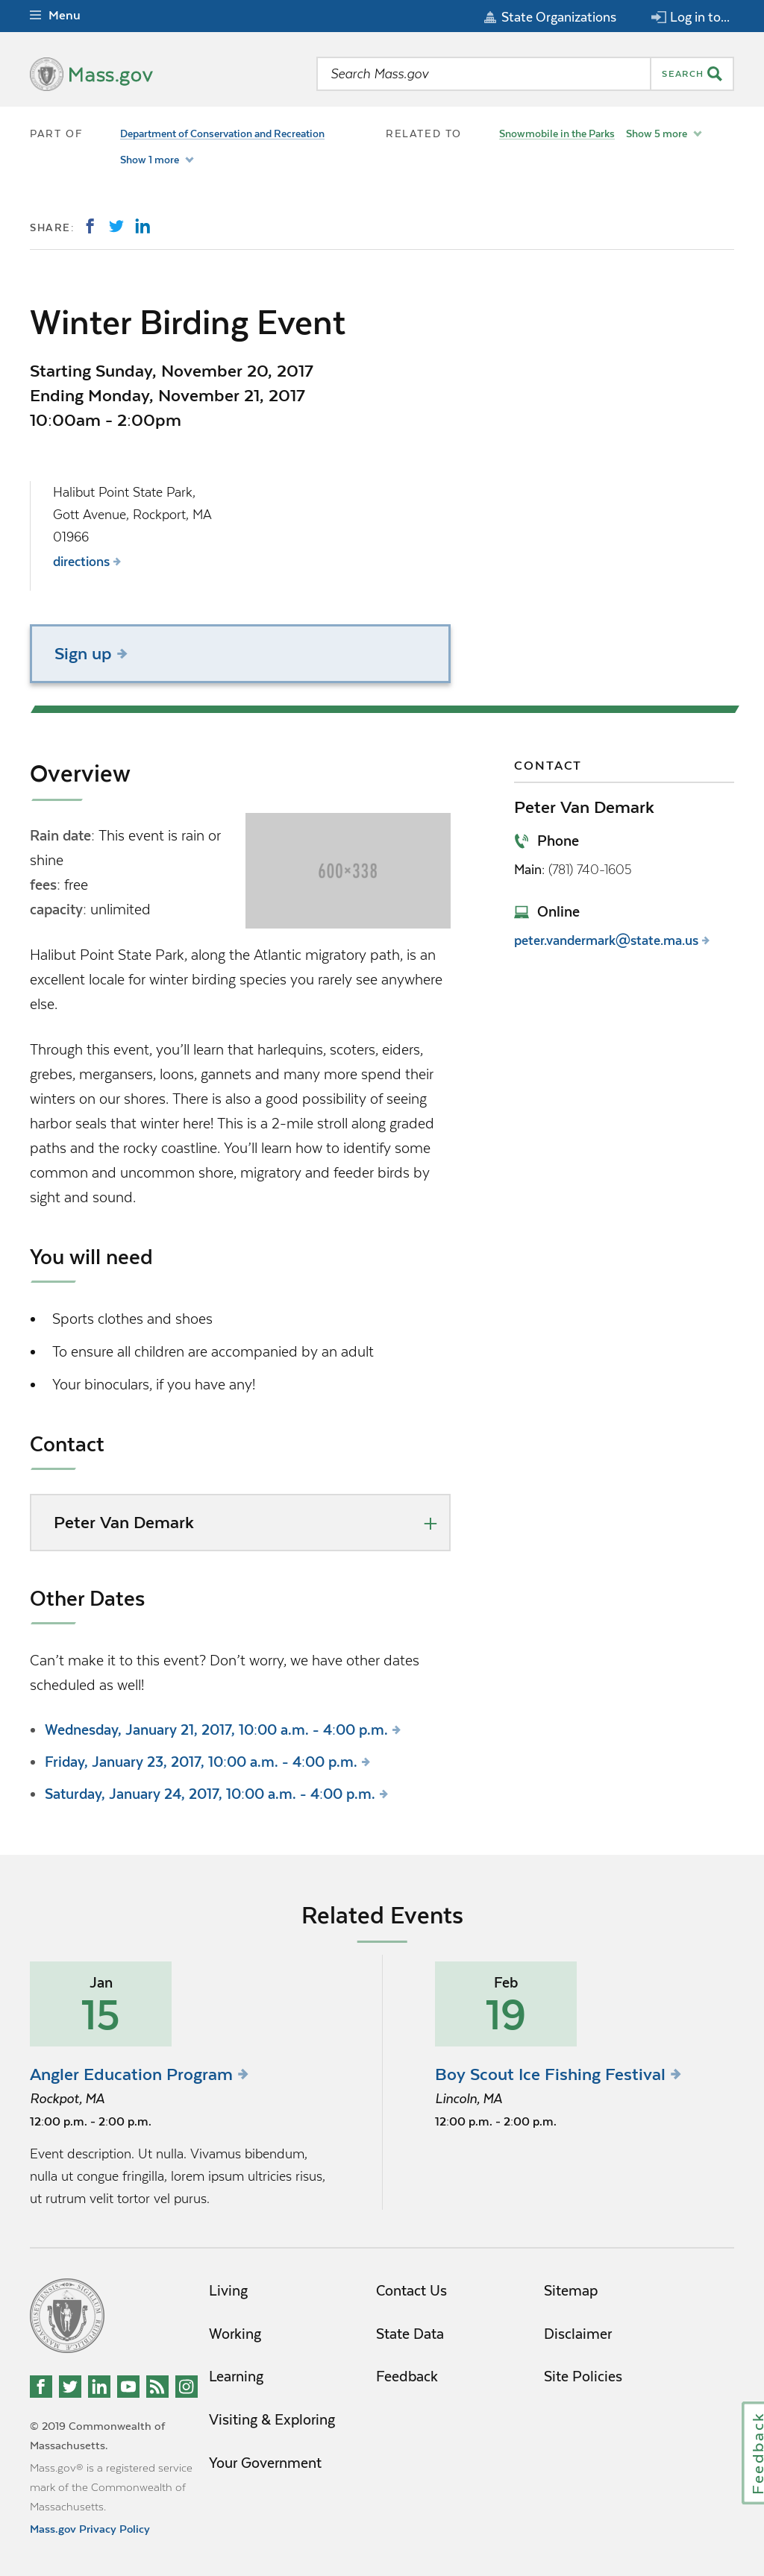 Menu
State Organizations
Log in to...
Mass.gov
Search Mass.gov
SEARCH
PART OF
Department of Conservation and Recreation
Show 1 more
RELATED TO
Snowmobile in the Parks
Show 5 more
SHARE:
Winter Birding Event
Starting Sunday, November 20, 2017
Ending Monday, November 21, 2017
10:00am - 2:00pm
Halibut Point State Park,
Gott Avenue, Rockport, MA
01966
directions
Sign up
Overview
Rain date: This event is rain or
shine
fees: free
capacity: unlimited
600×338
Halibut Point State Park, along the Atlantic migratory path, is an
excellent locale for winter birding species you rarely see anywhere
else.
Through this event, you’ll learn that harlequins, scoters, eiders,
grebes, mergansers, loons, gannets and many more spend their
winters on our shores. There is also a good possibility of seeing
harbor seals that winter here! This is a 2-mile stroll along graded
paths and the rocky coastline. You’ll learn how to identify some
common and uncommon shore, migratory and feeder birds by
sight and sound.
You will need
Sports clothes and shoes
To ensure all children are accompanied by an adult
Your binoculars, if you have any!
Contact
Peter Van Demark
Other Dates
Can’t make it to this event? Don’t worry, we have other dates
scheduled as well!
Wednesday, January 21, 2017, 10:00 a.m. - 4:00 p.m.
Friday, January 23, 2017, 10:00 a.m. - 4:00 p.m.
Saturday, January 24, 2017, 10:00 a.m. - 4:00 p.m.
CONTACT
Peter Van Demark
Phone
Main: (781) 740-1605
Online
peter.vandermark@state.ma.us
Related Events
Jan
15
Angler Education Program
Rockpot, MA
12:00 p.m. - 2:00 p.m.
Event description. Ut nulla. Vivamus bibendum,
nulla ut congue fringilla, lorem ipsum ultricies risus,
ut rutrum velit tortor vel purus.
Feb
19
Boy Scout Ice Fishing Festival
Lincoln, MA
12:00 p.m. - 2:00 p.m.
Living
Working
Learning
Visiting & Exploring
Your Government
Contact Us
State Data
Feedback
Sitemap
Disclaimer
Site Policies
© 2019 Commonwealth of
Massachusetts.
Mass.gov® is a registered service
mark of the Commonwealth of
Massachusetts.
Mass.gov Privacy Policy
Feedback